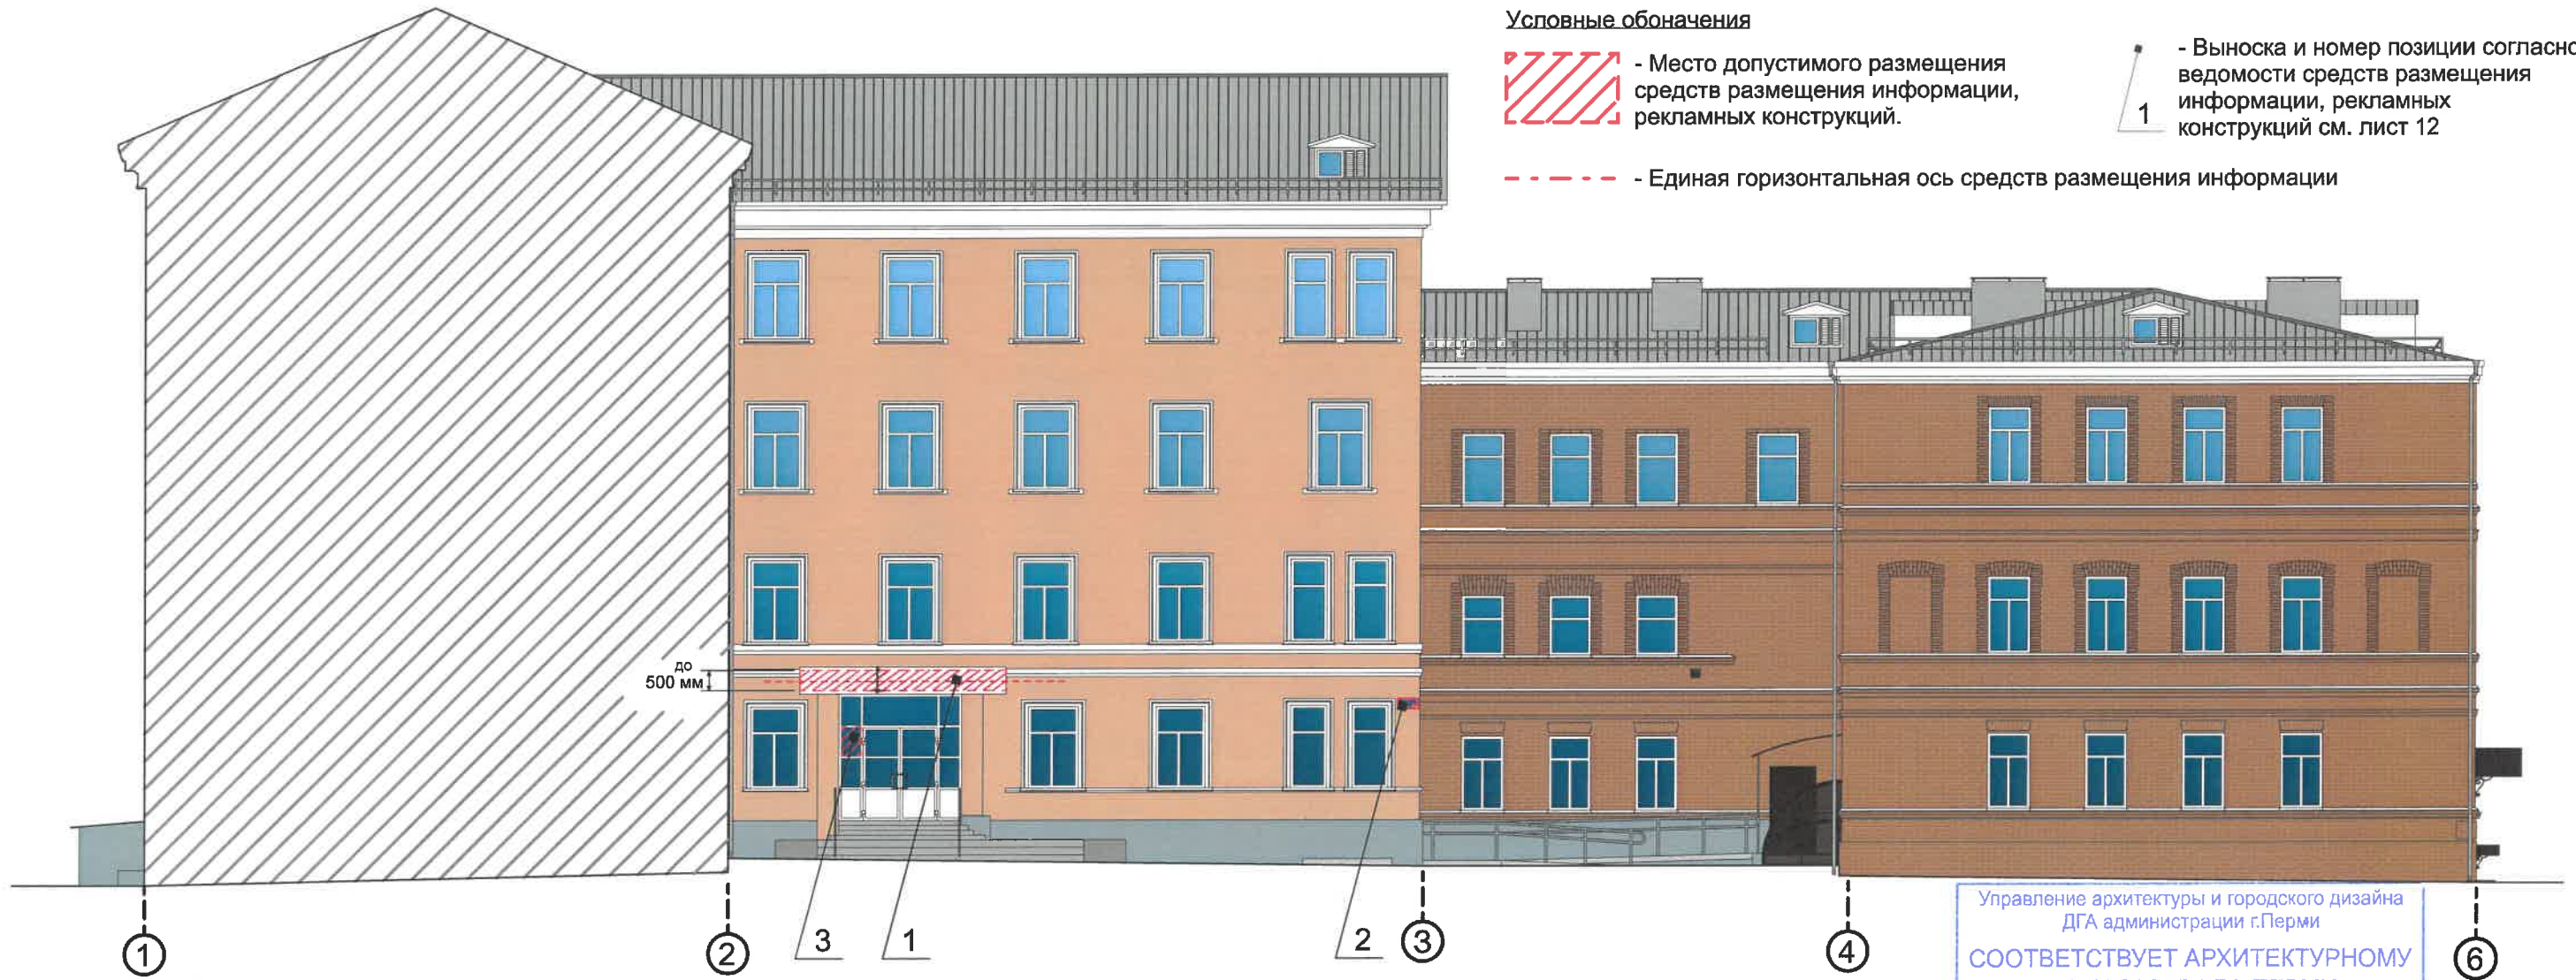 Условные обоначения
- Место допустимого размещения
средств размещения информации,
рекламных конструкций.
- Выноска и номер позиции согласно
ведомости средств размещения
информации, рекламных
конструкций см. лист 12
1
- Единая горизонтальная ось средств размещения информации
до
500 мм
1
2
3
1
2
3
4
6
Управление архитектуры и городского дизайна
ДГА администрации г.Перми
СООТВЕТСТВУЕТ АРХИТЕКТУРНОМУ